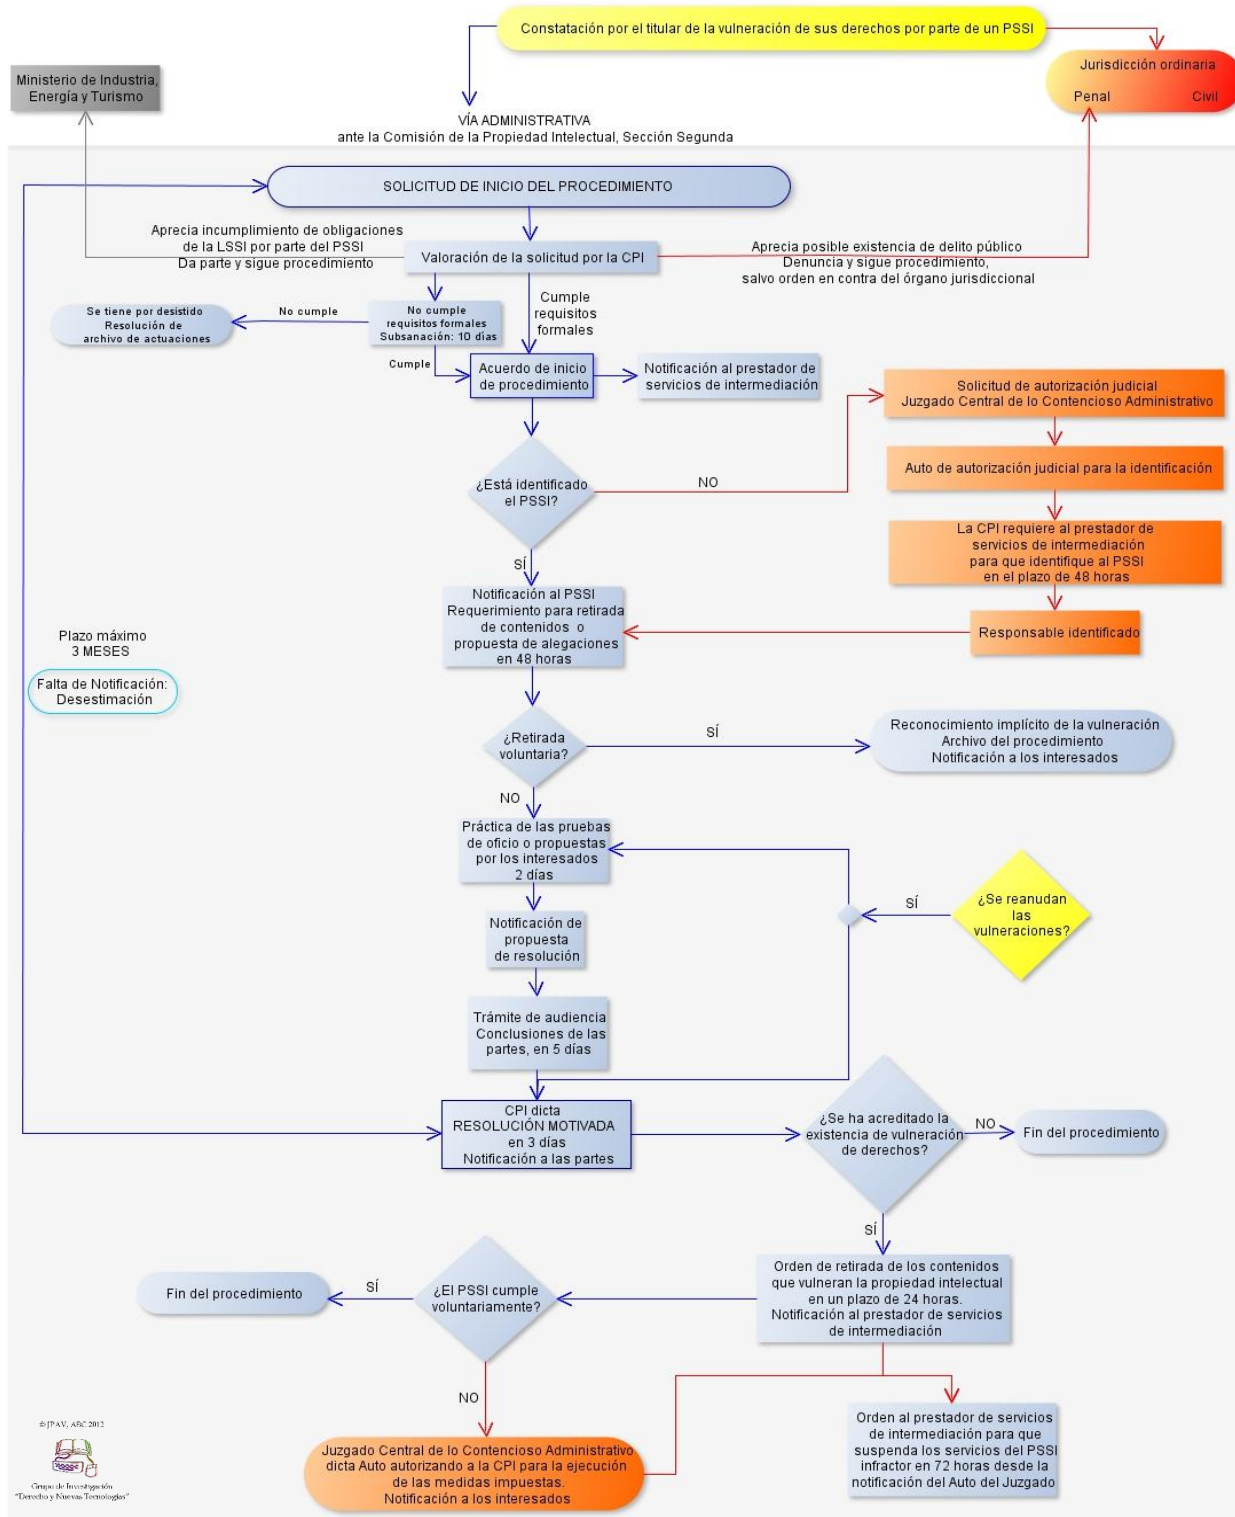 Constatación por el titular de la vulneración de sus derechos por parte de un PSSI
Jurisdicción ordinaria
Penal Civil
Ministerio de Industria,
Energía y Turismo
VÍA ADMINISTRATIVA
ante la Comisión de la Propiedad Intelectual, Sección Segunda
SOLICITUD DE INICIO DEL PROCEDIMIENTO
Aprecia incumplimiento de obligaciones
de la LSSI por parte del PSSI
Da parte y sigue procedimiento
Valoración de la solicitud por la CPI
Aprecia posible existencia de delito público
Denuncia y sigue procedimiento,
salvo orden en contra del órgano jurisdiccional
Se tiene por desistido
Resolución de
archivo de actuaciones
No cumple
No cumple
requisitos formales
Subsanación: 10 días
Cumple
requisitos
formales
Cumple
Acuerdo de inicio
de procedimiento
Notificación al prestador de
servicios de intermediación
Solicitud de autorización judicial
Juzgado Central de lo Contencioso Administrativo
¿Está identificado
el PSSI?
NO
Auto de autorización judicial para la identificación
La CPI requiere al prestador de
servicios de intermediación
para que identifique al PSSI
en el plazo de 48 horas
SÍ
Notificación al PSSI
Requerimiento para retirada
de contenidos o
propuesta de alegaciones
en 48 horas
Responsable identificado
Plazo máximo
3 MESES
Falta de Notificación:
Desestimación
¿Retirada
voluntaria?
SÍ
Reconocimiento implícito de la vulneración
Archivo del procedimiento
Notificación a los interesados
NO
Práctica de las pruebas
de oficio o propuestas
por los interesados
2 días
¿Se reanudan
las
vulneraciones?
SÍ
Notificación de
propuesta
de resolución
Trámite de audiencia
Conclusiones de las
partes, en 5 días
CPI dicta
RESOLUCIÓN MOTIVADA
en 3 días
Notificación a las partes
¿Se ha acreditado la
existencia de vulneración
de derechos?
NO
Fin del procedimiento
SÍ
Orden de retirada de los contenidos
que vulneran la propiedad intelectual
en un plazo de 24 horas.
Notificación al prestador de servicios
de intermediación
¿El PSSI cumple
voluntariamente?
SÍ
Fin del procedimiento
NO
Juzgado Central de lo Contencioso Administrativo
dicta Auto autorizando a la CPI para la ejecución
de las medidas impuestas.
Notificación a los interesados
Orden al prestador de servicios
de intermediación para que
suspenda los servicios del PSSI
infractor en 72 horas desde la
notificación del Auto del Juzgado
© JPAV, ABC 2012
Grupo de Investigación
"Derecho y Nuevas Tecnologías"